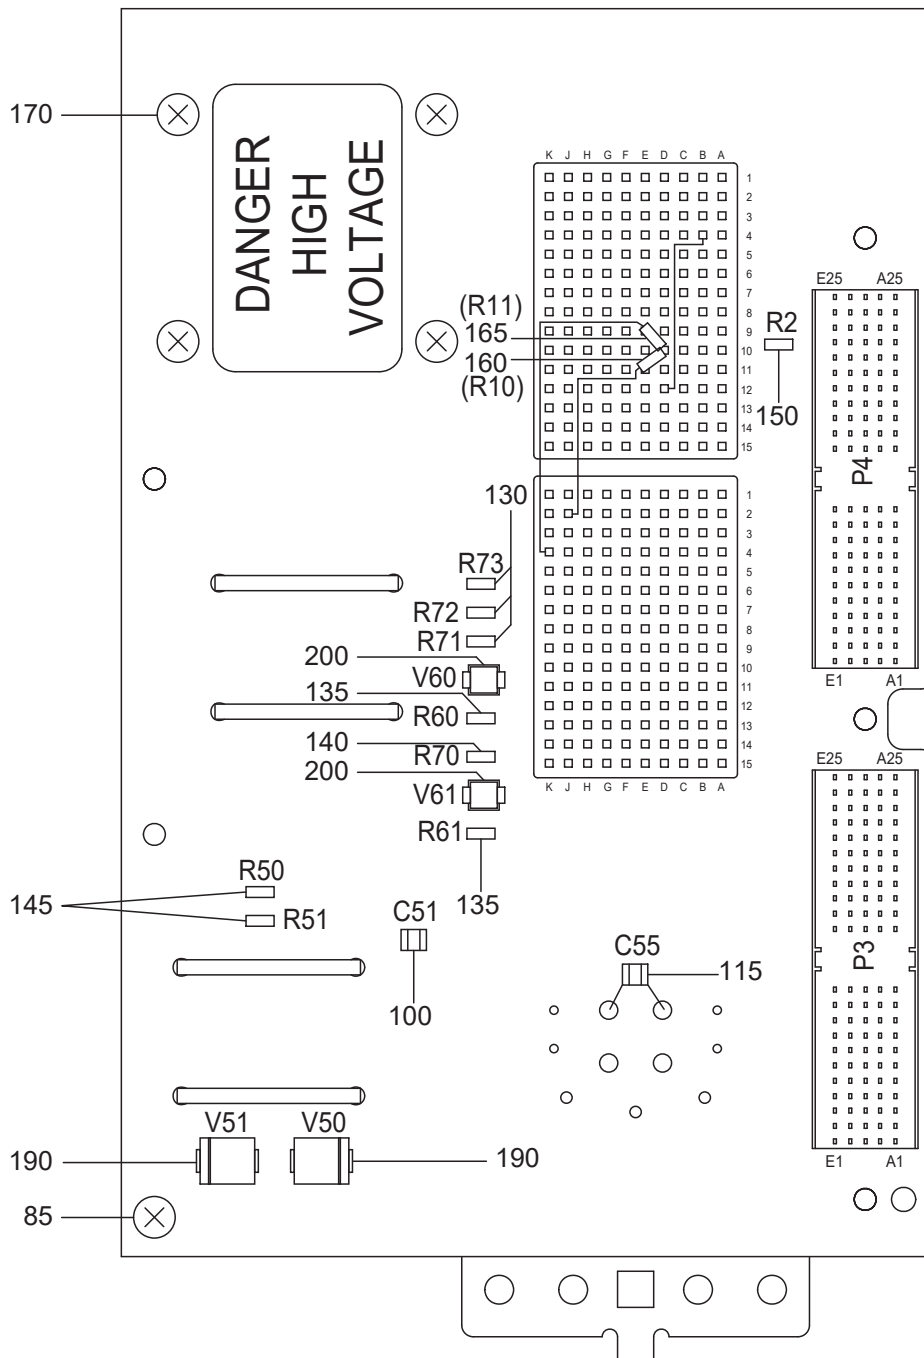 170
DANGER
HIGH
VOLTAGE
K J H G F E D C B A
1
2
3
4
5
6
7
8
9
10
11
12
13
14
15
(R11)
165
160
(R10)
R2
150
E25 A25
P4
E1 A1
130
1
2
3
4
5
6
7
8
9
10
11
12
13
14
15
K J H G F E D C B A
R73
R72
R71
200
V60
135
R60
140
R70
200
V61
R61
135
E25 A25
P3
E1 A1
R50
145
R51
C51
100
C55
115
V51 V50
190
190
85